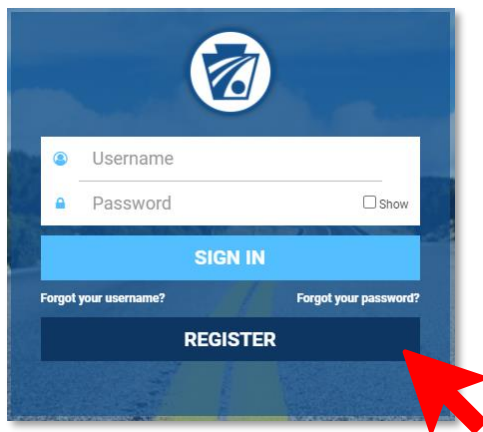 Username
Password Show
SIGN IN
Forgot your username? Forgot your password?
REGISTER